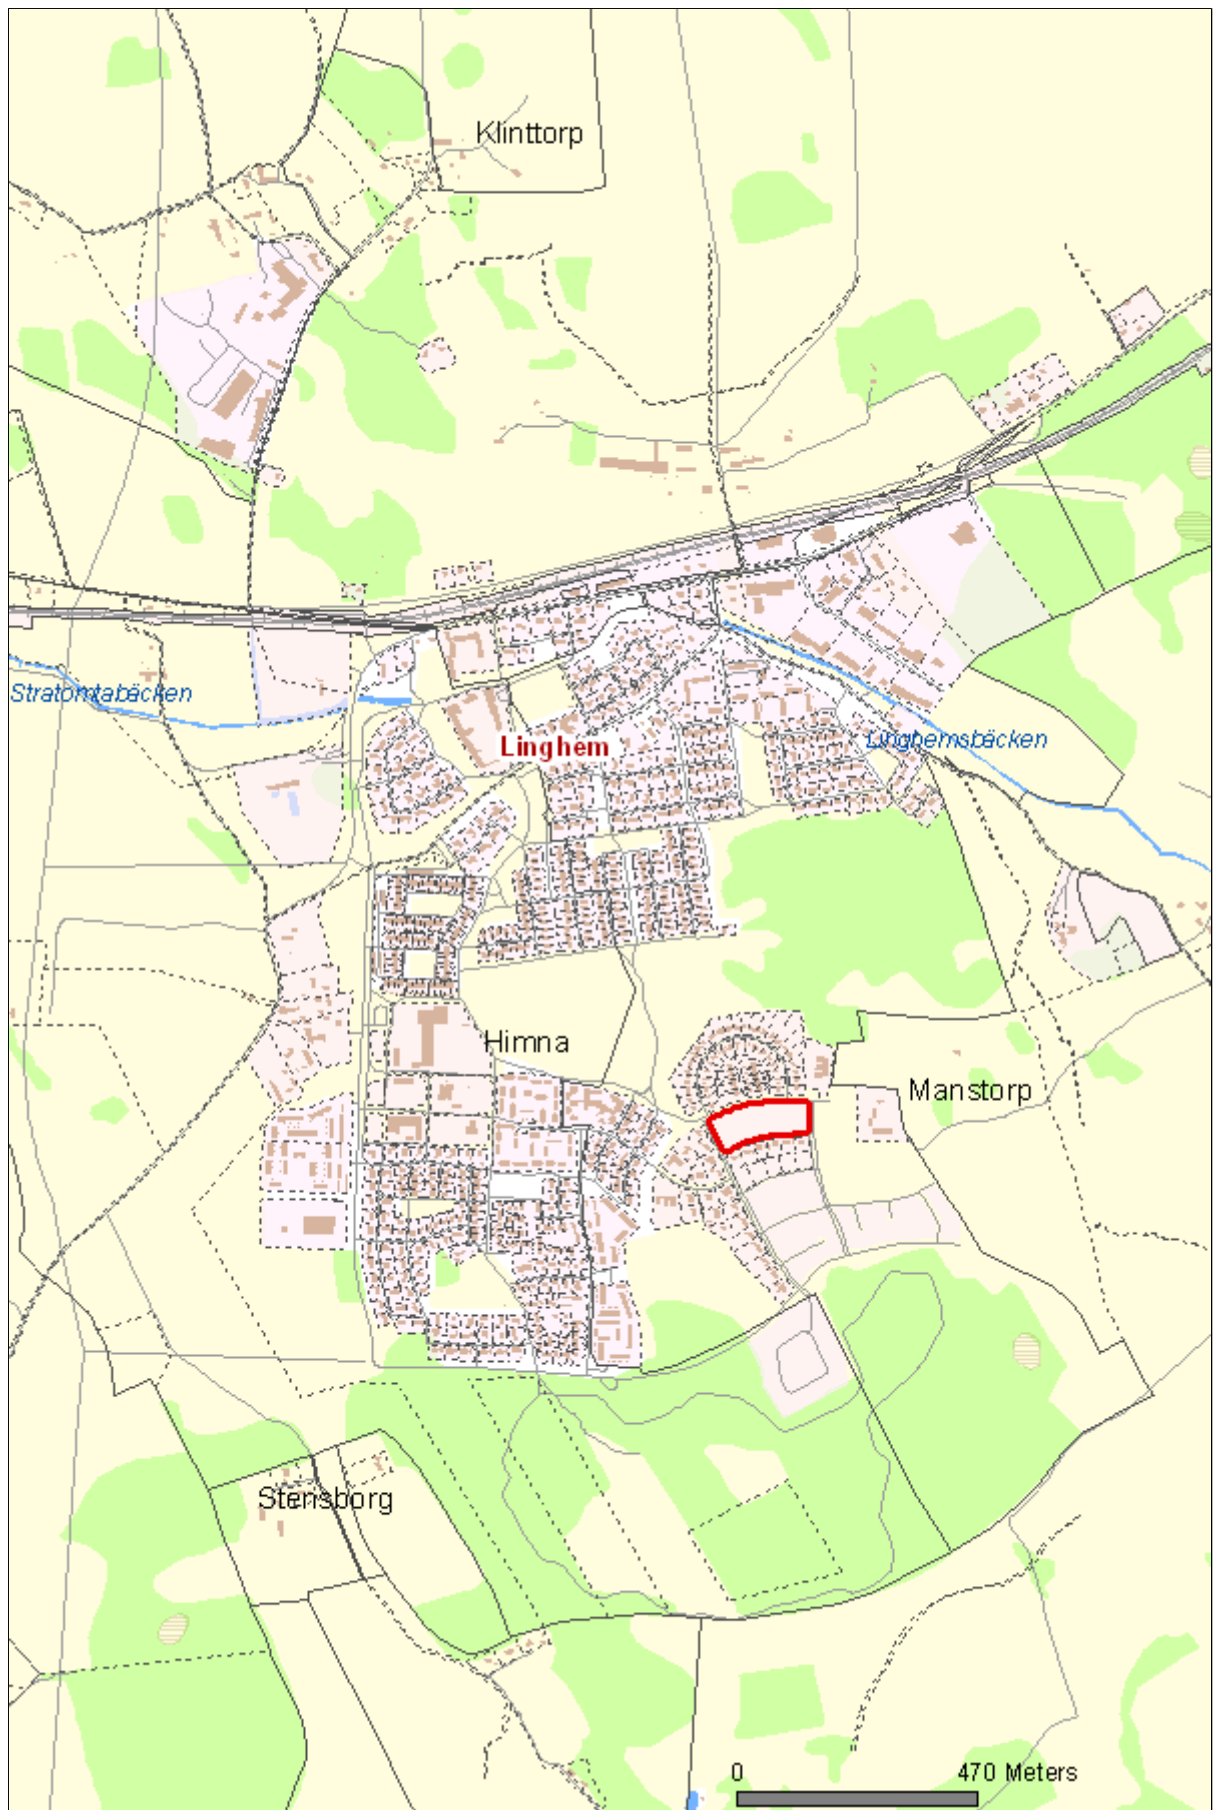 Klinttorp
Stratomtabäcken
Linghem
Linghemsbäcken
Himna
Manstorp
Stensborg
0 470 Meters